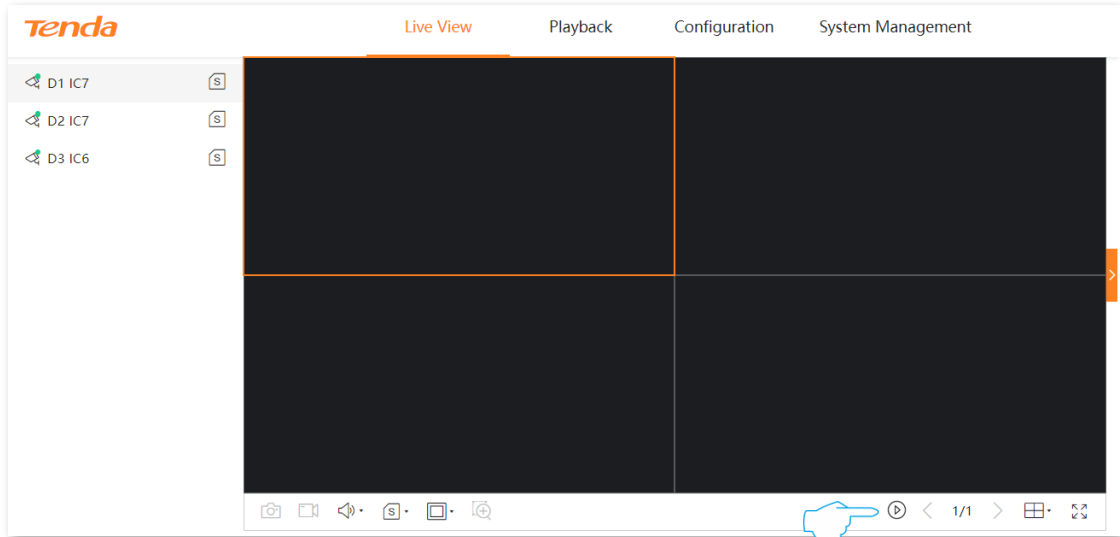 Tenda
Live View Playback Configuration System Management
D1 IC7 S
D2 IC7 S
D3 IC6 S
S 1/1